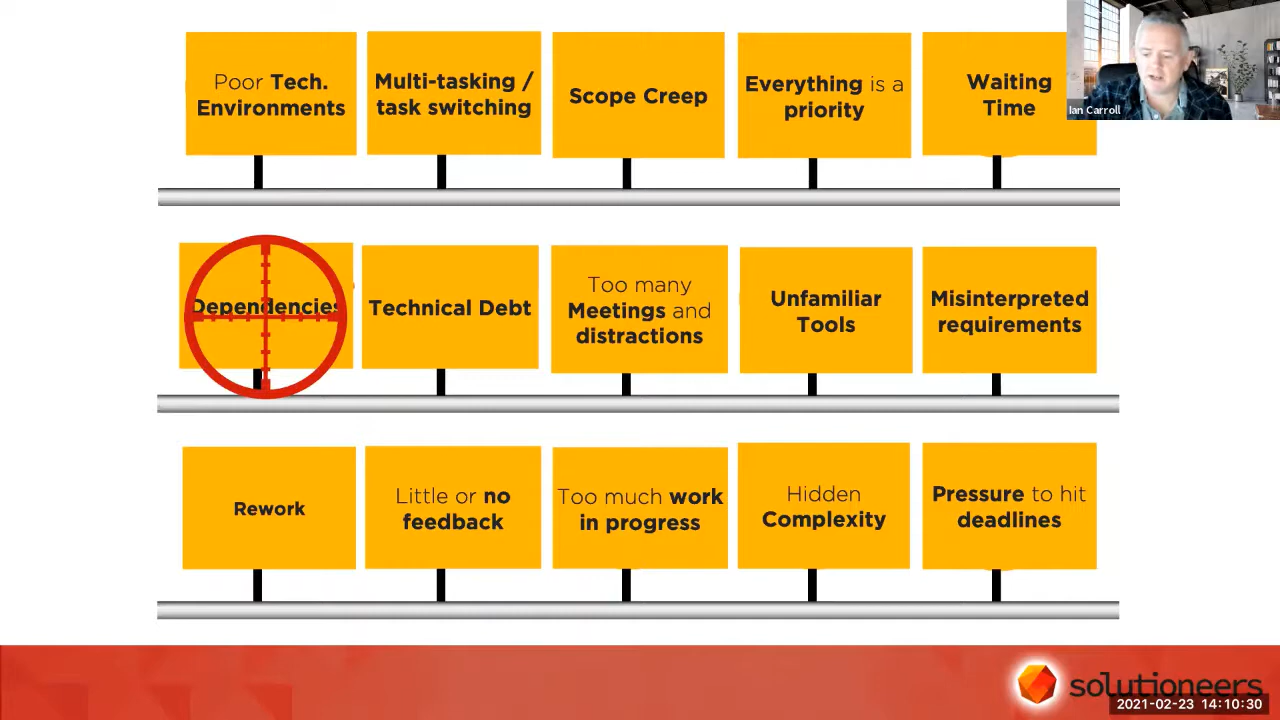 Poor Tech.
Environments
Multi-tasking /
task switching
Scope Creep
Everything is a
priority
Waiting
Time
Ian Carroll
Dependencies
Technical Debt
Too many
Meetings and
distractions
Unfamiliar
Tools
Misinterpreted
requirements
Rework
Little or no
feedback
Too much work
in progress
Hidden
Complexity
Pressure to hit
deadlines
solutioneers
2021-02-23 14:10:30